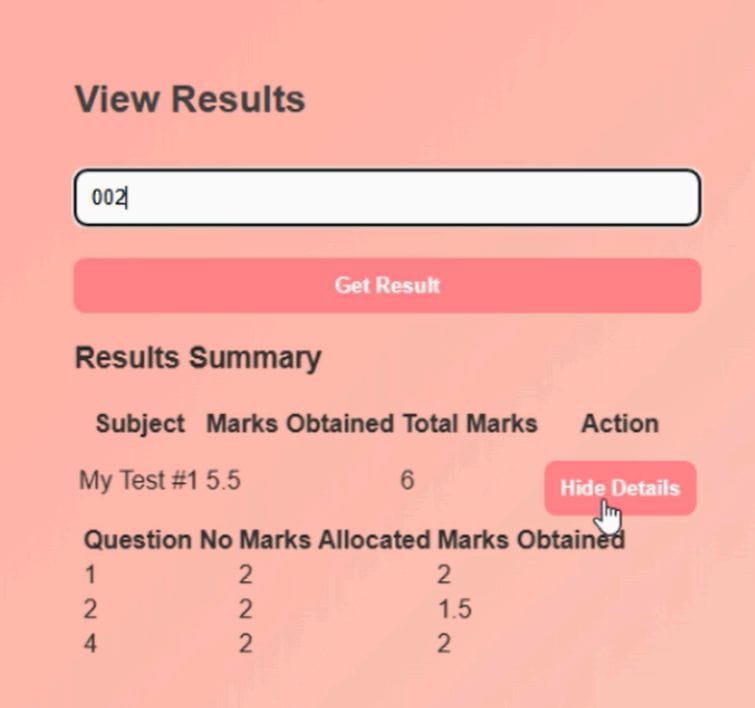 View Results
002
Get Result
Results Summary
Subject Marks Obtained Total Marks Action
My Test #1 5.5 6 Hide Details
Question No Marks Allocated Marks Obtained
1 2 2
2 2 1.5
4 2 2